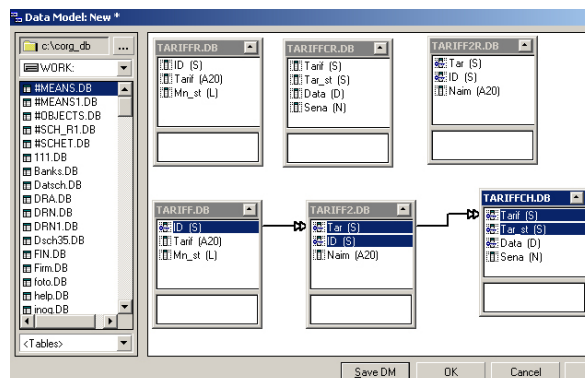 Data Model: New *
c:\corg_db
...
WORK:
#MEANS.DB
#MEANS1.DB
#OBJECTS.DB
#SCH_R1.DB
#SCHET.DB
111.DB
Banks.DB
Datsch.DB
DRA.DB
DRN.DB
DRN1.DB
Dsch35.DB
FIN.DB
Firm.DB
foto.DB
help.DB
inog.DB
<Tables>
TARIFFR.DB
ID (S)
Tarif (A20)
Mn_st (L)
TARIFFCR.DB
Tarif (S)
Tar_st (S)
Data (D)
Sena (N)
TARIFF2R.DB
Tar (S)
ID (S)
Naim (A20)
TARIFF.DB
ID (S)
Tarif (A20)
Mn_st (L)
TARIFF2.DB
Tar (S)
ID (S)
Naim (A20)
TARIFFCH.DB
Tarif (S)
Tar_st (S)
Data (D)
Sena (N)
Save DM
OK
Cancel